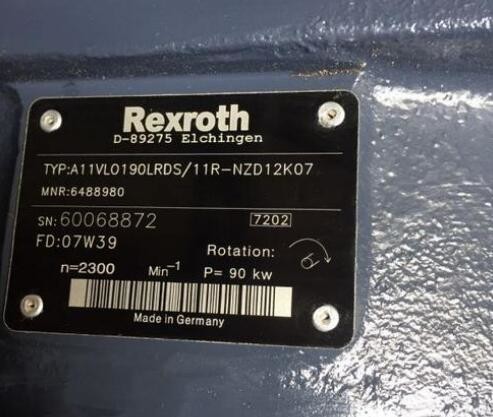 Rexroth
D-89275 Elchingen
TYP:A11VLO190LRDS/11R-NZD12K07
MNR:6488980
SN:60068872 7202
FD:07W39
Rotation:
n=2300 Min⁻¹ P= 90 kw
Made in Germany